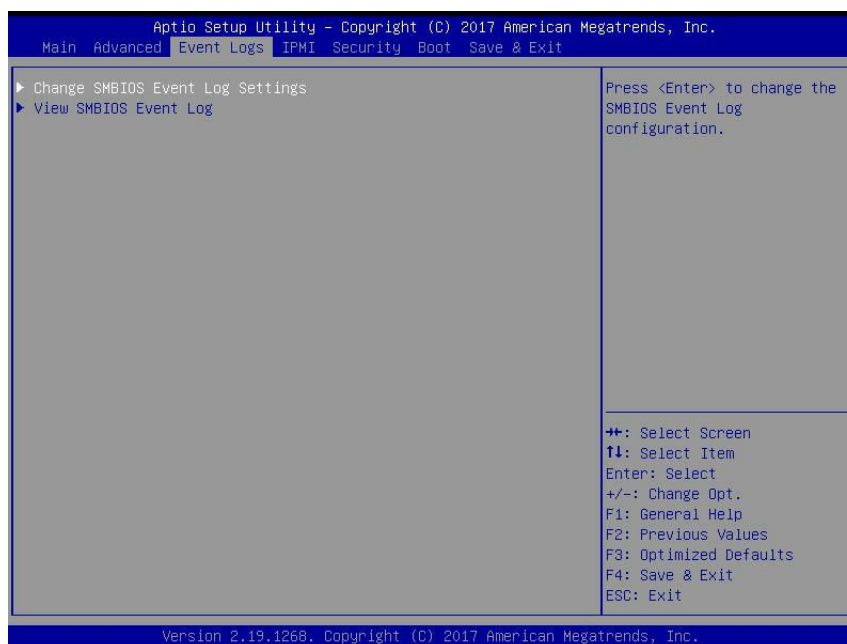 Aptio Setup Utility – Copyright (C) 2017 American Megatrends, Inc.
Main Advanced Event Logs IPMI Security Boot Save & Exit
▶ Change SMBIOS Event Log Settings
▶ View SMBIOS Event Log
Press <Enter> to change the
SMBIOS Event Log
configuration.
→←: Select Screen
↑↓: Select Item
Enter: Select
+/-: Change Opt.
F1: General Help
F2: Previous Values
F3: Optimized Defaults
F4: Save & Exit
ESC: Exit
Version 2.19.1268. Copyright (C) 2017 American Megatrends, Inc.